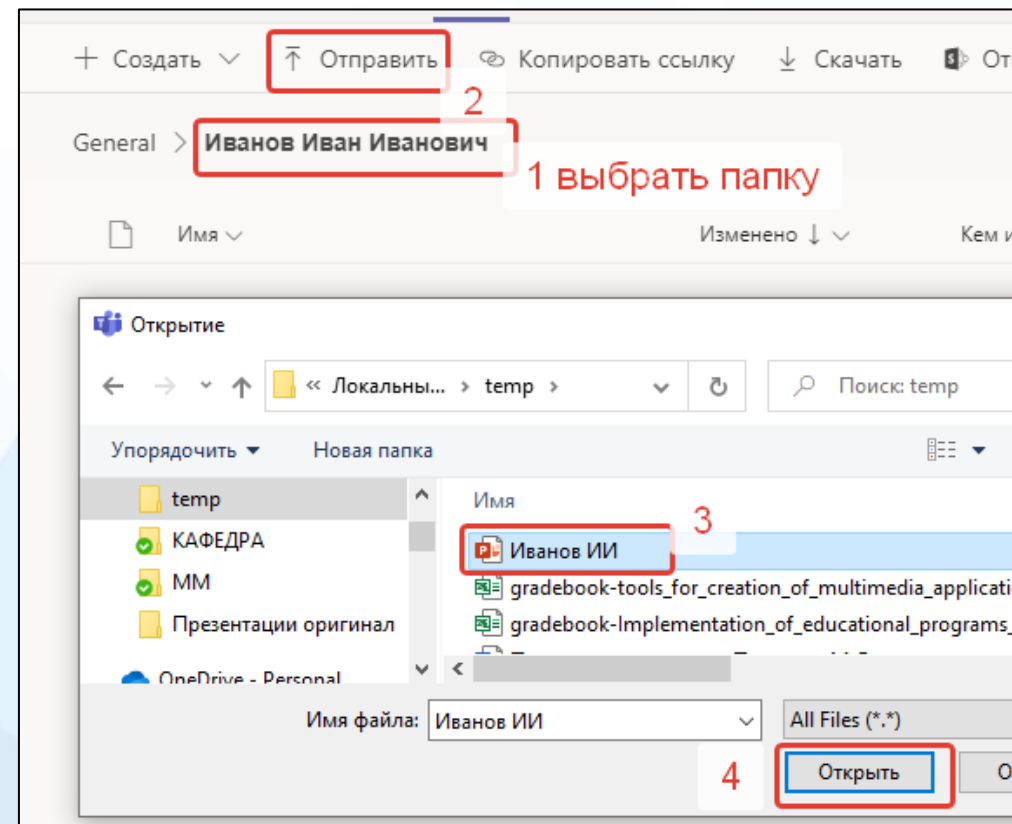 Создать Отправить Копировать ссылку Скачать
2
General > Иванов Иван Иванович
1 выбрать папку
Имя Изменено ↓
Открытие
« Локальны... > temp > Поиск: temp
Упорядочить Новая папка
temp Имя
3
КАФЕДРА Иванов ИИ
ММ gradebook-tools_for_creation_of_multimedia_applicati
Презентации оригинал gradebook-Implementation_of_educational_programs_
OneDrive - Personal
Имя файла: Иванов ИИ All Files (*.*)
4 Открыть